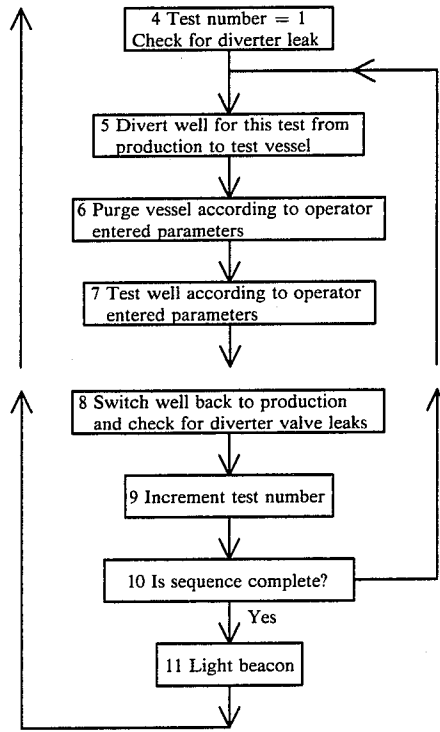 4 Test number = 1
Check for diverter leak
5 Divert well for this test from
production to test vessel
6 Purge vessel according to operator
entered parameters
7 Test well according to operator
entered parameters
8 Switch well back to production
and check for diverter valve leaks
9 Increment test number
10 Is sequence complete?
Yes
11 Light beacon